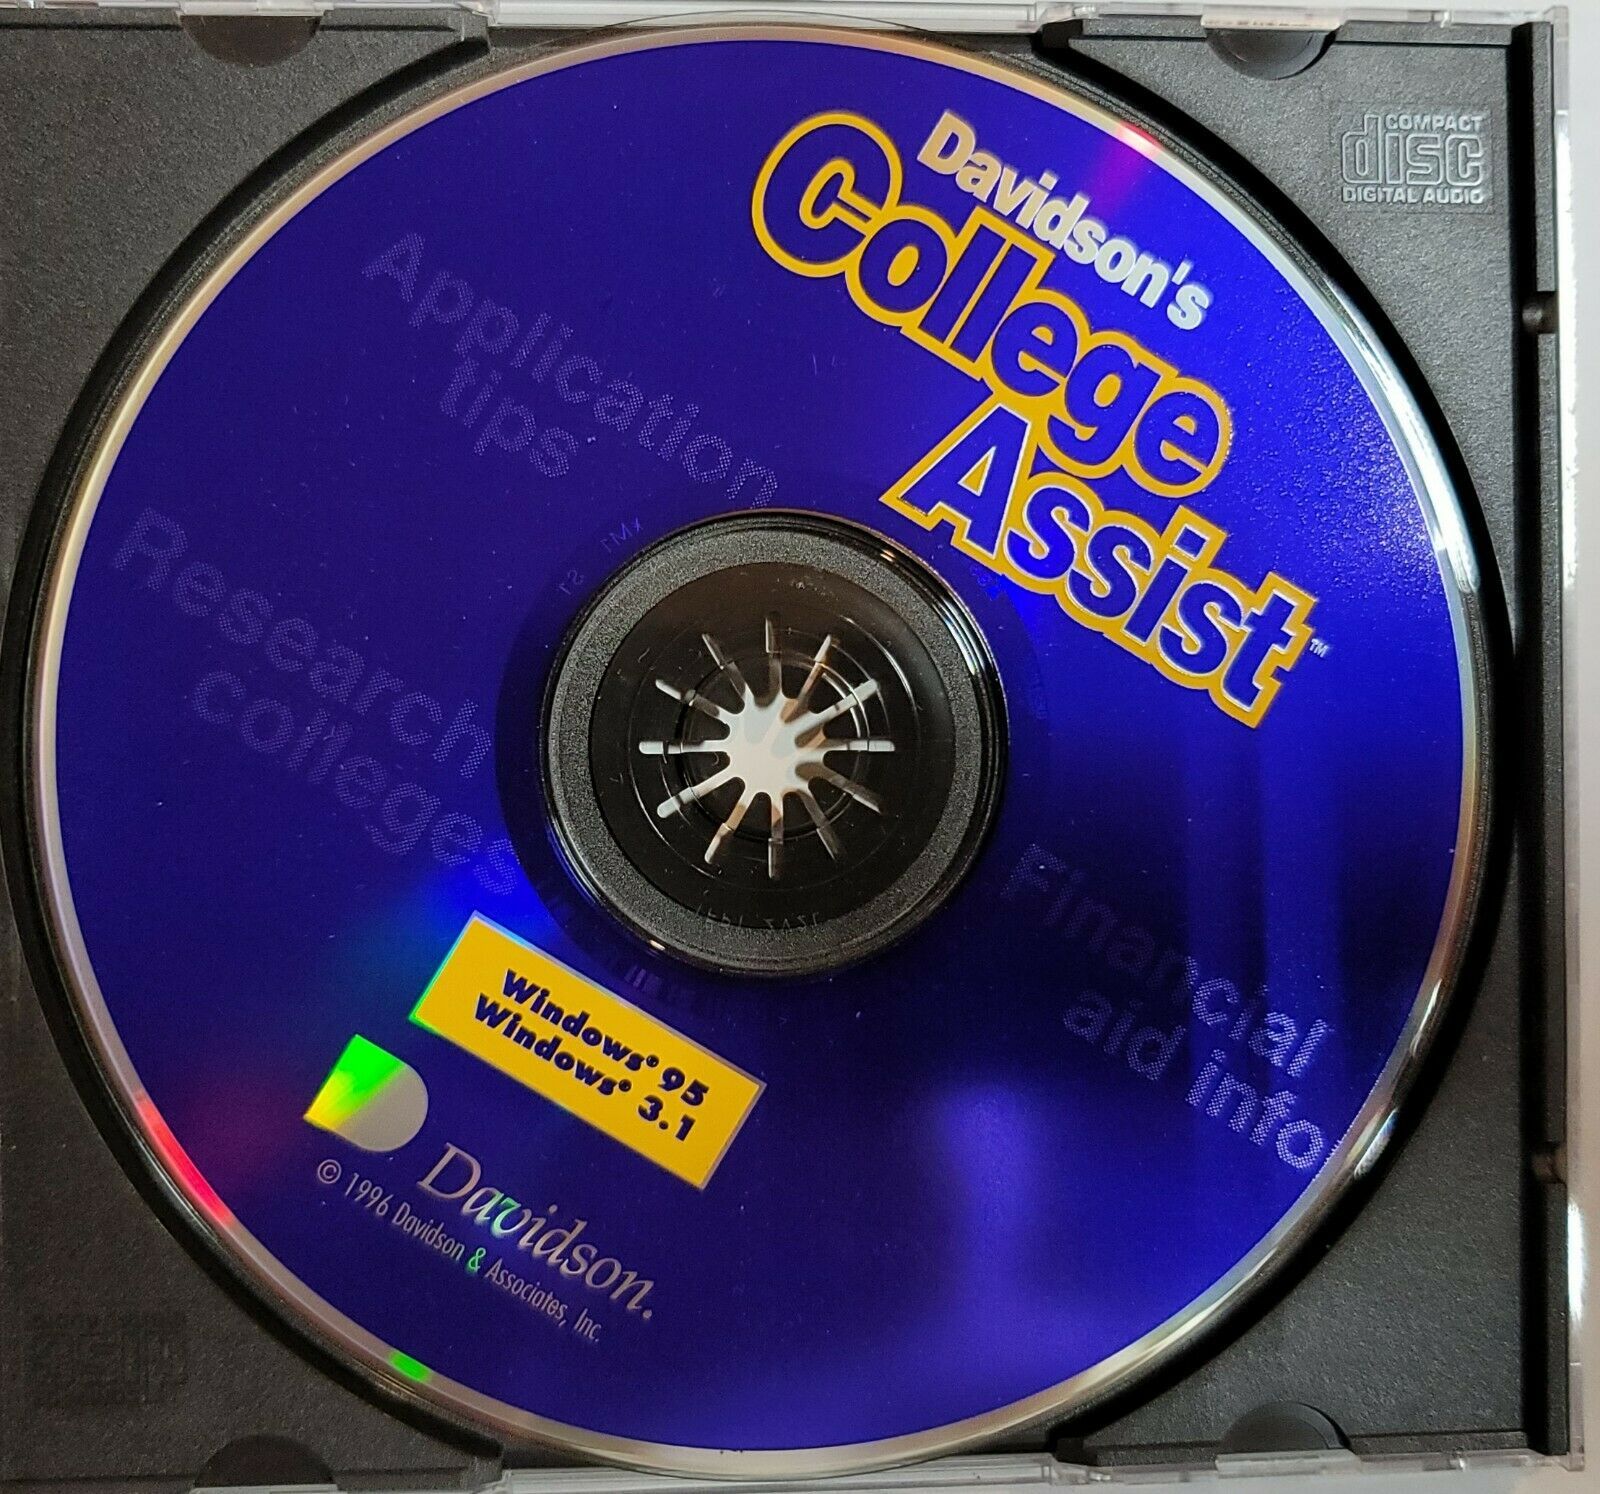 COMPACT
disc
DIGITAL AUDIO
Davidson's
College
Assist™
Application
tips
Research
colleges
Financial
aid info
Windows® 95
Windows® 3.1
Davidson.
© 1996 Davidson & Associates, Inc.